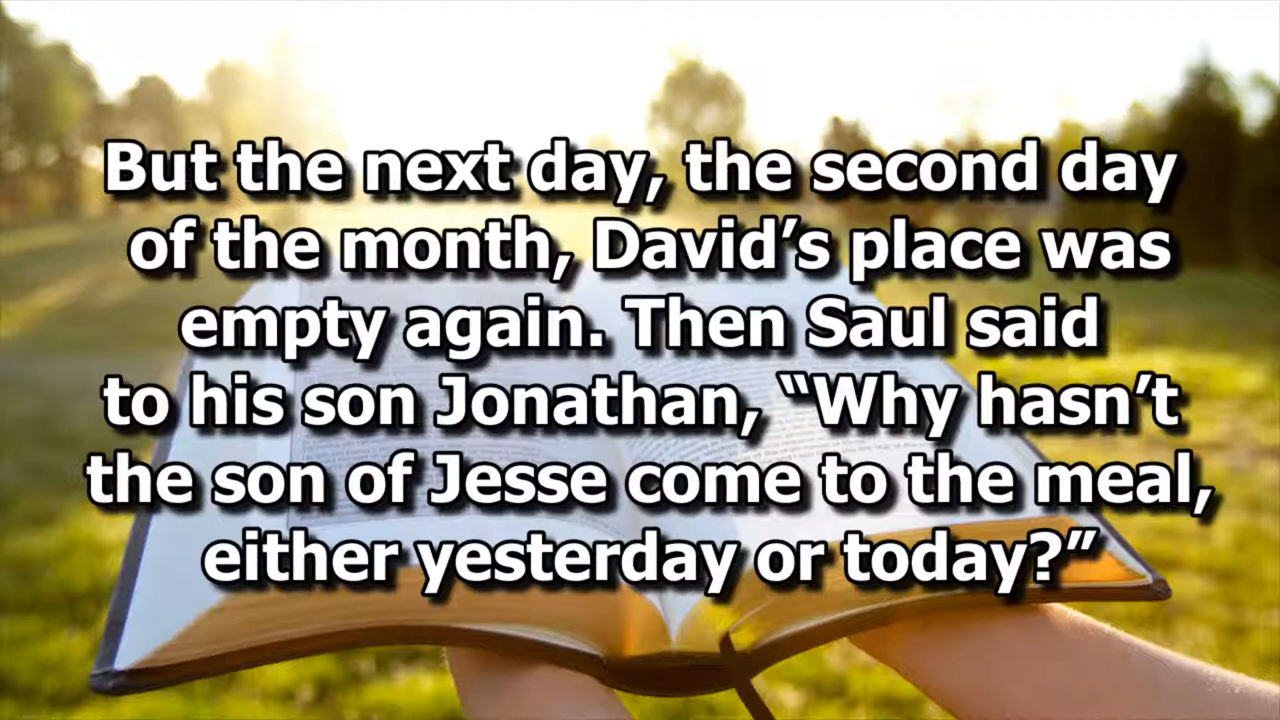 But the next day, the second day
of the month, David’s place was
empty again. Then Saul said
to his son Jonathan, “Why hasn’t
the son of Jesse come to the meal,
either yesterday or today?”